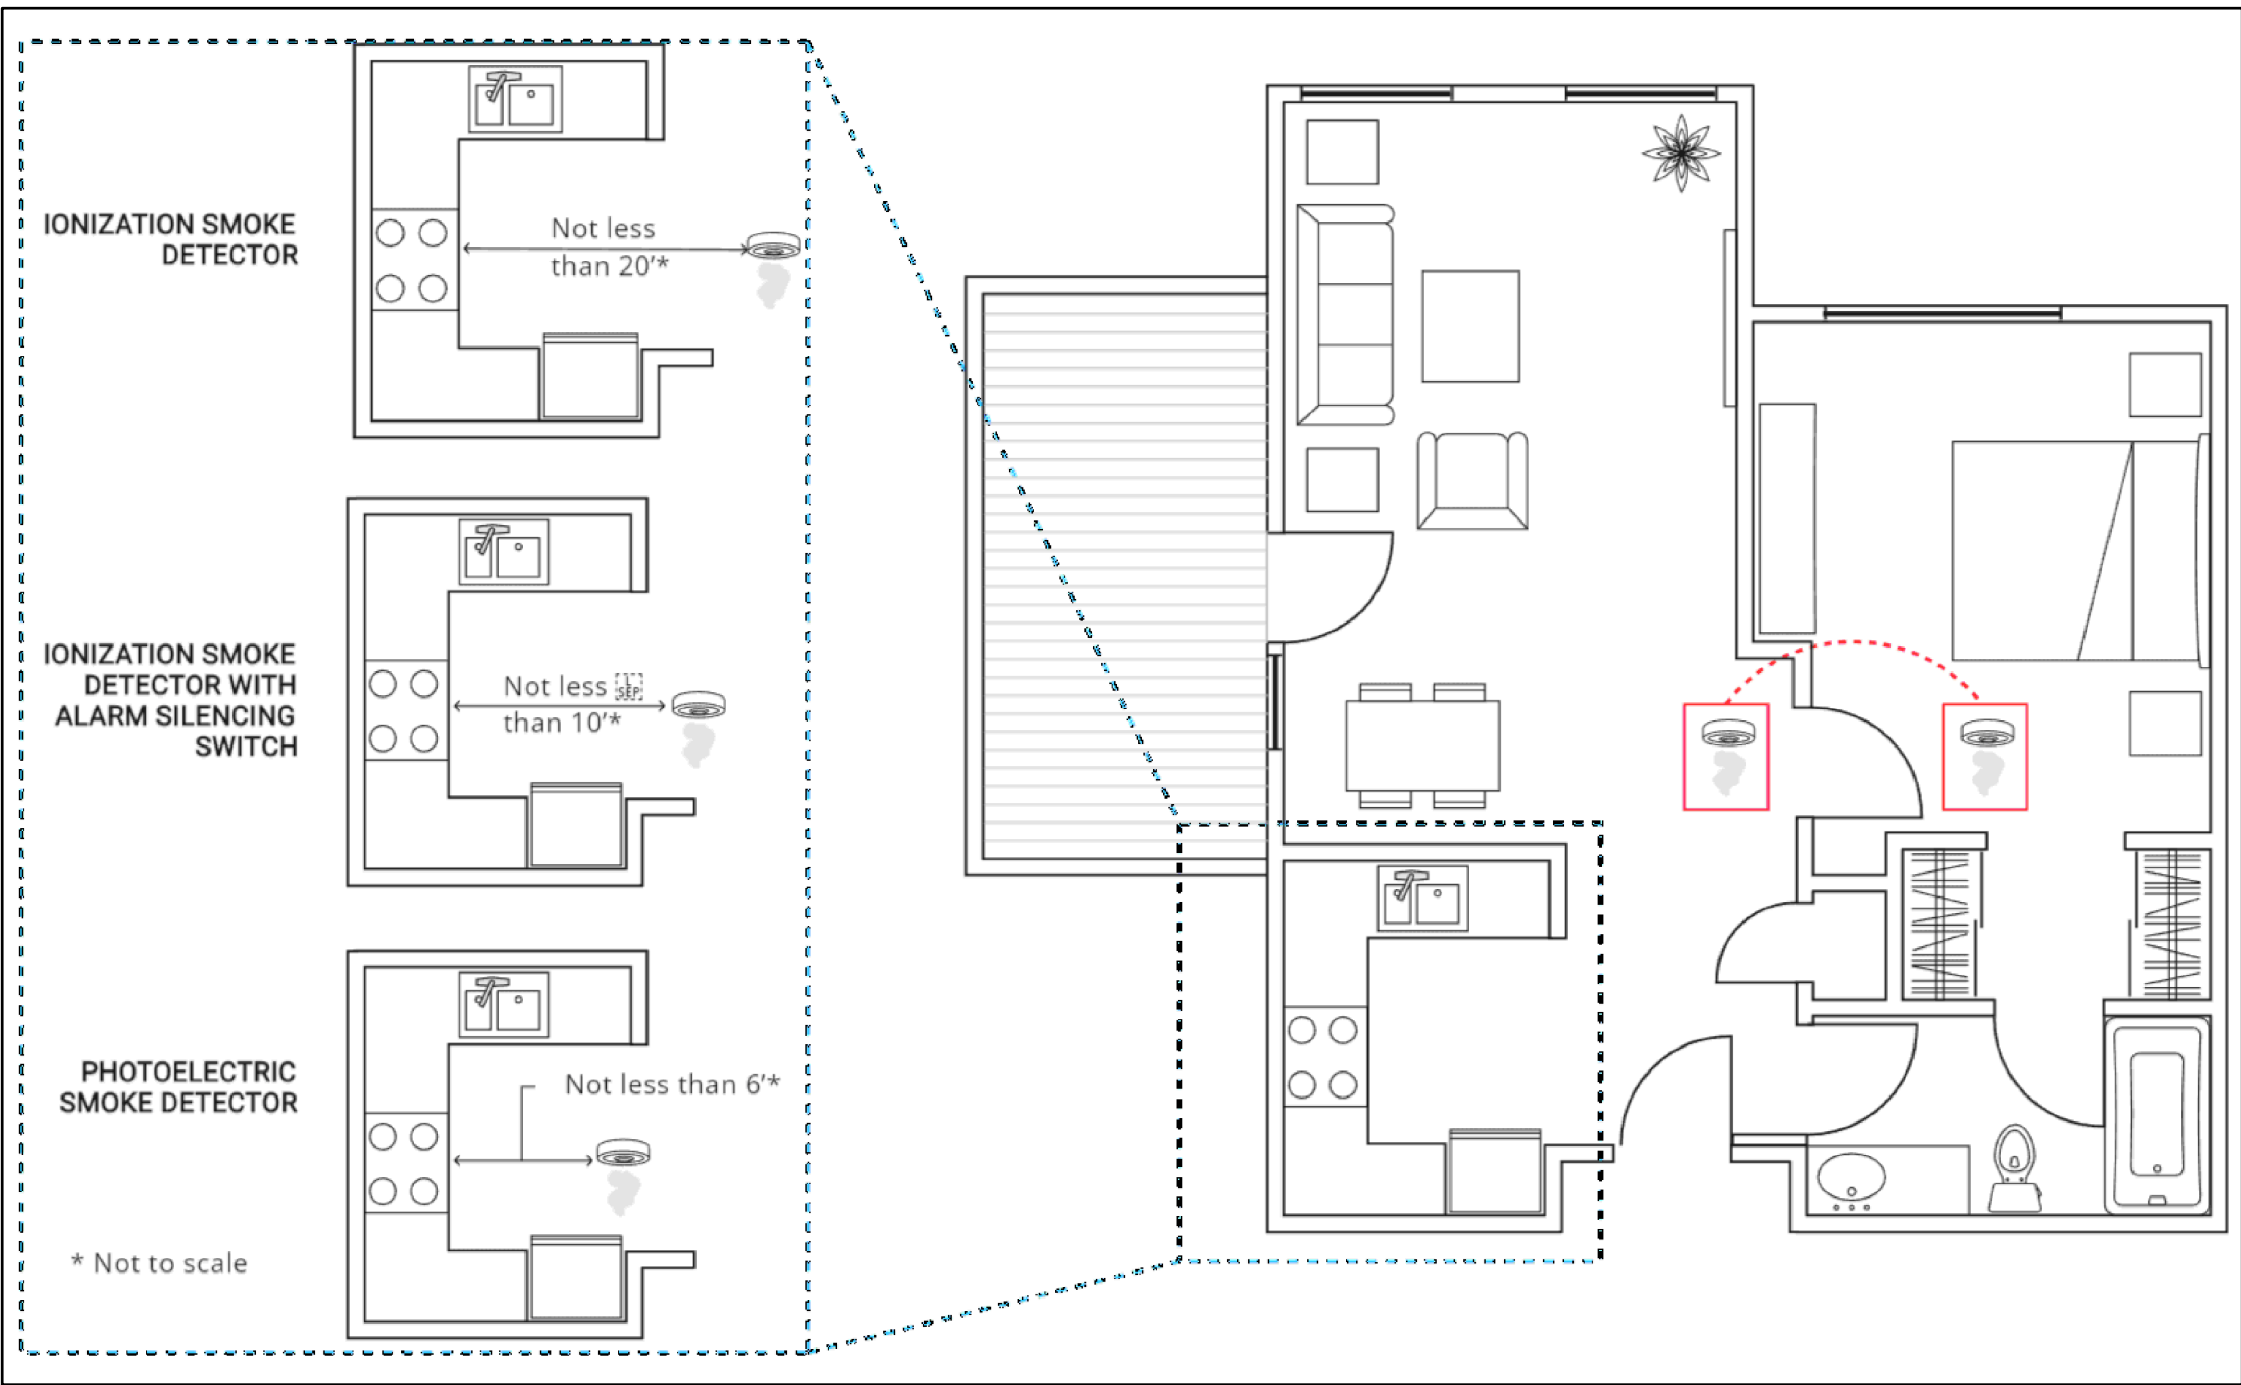 IONIZATION SMOKE
DETECTOR
Not less
than 20’*
IONIZATION SMOKE
DETECTOR WITH
ALARM SILENCING
SWITCH
Not less L SEP
than 10’*
PHOTOELECTRIC
SMOKE DETECTOR
Not less than 6’*
* Not to scale